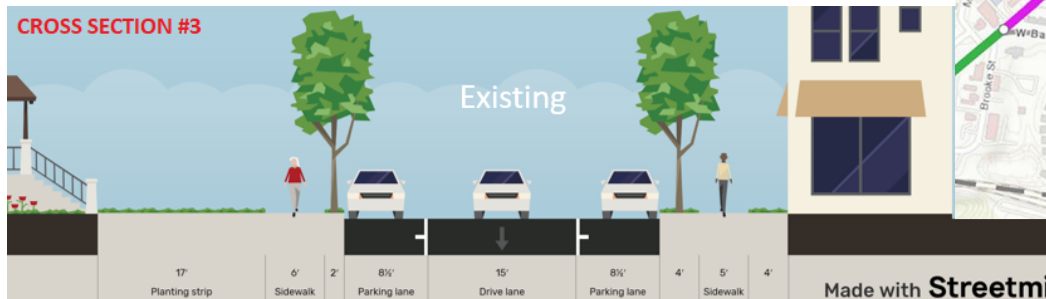 CROSS SECTION #3
Existing
W Ba
Brooke St
17' 6' 2' 8½' 15' 8½' 4' 5' 4'
Planting strip Sidewalk Parking lane Drive lane Parking lane Sidewalk
Made with Streetmi